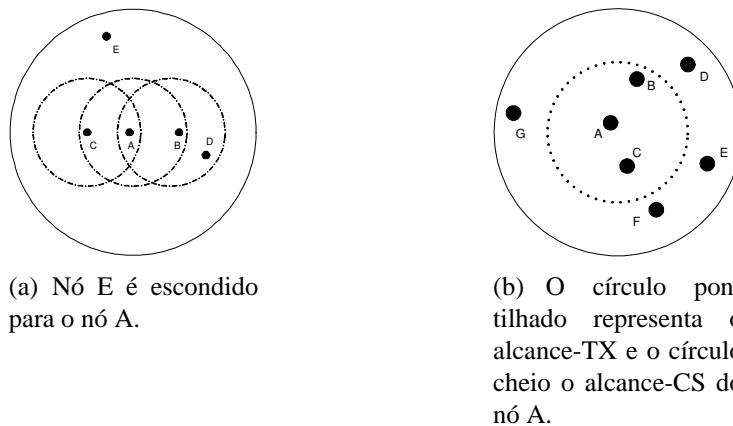 E
C
A
B
D
(a) Nó E é escondido
para o nó A.
B
D
G
A
C
E
F
(b) O círculo pon-
tilhado representa o
alcance-TX e o círculo
cheio o alcance-CS do
nó A.